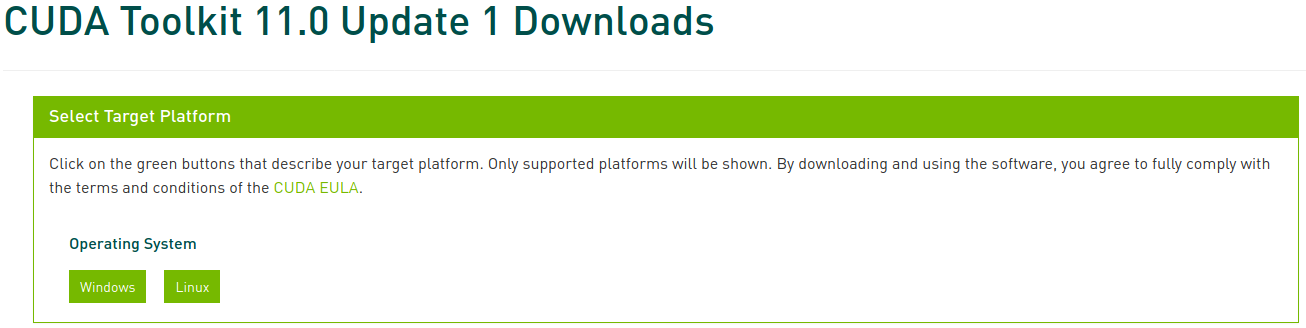 CUDA Toolkit 11.0 Update 1 Downloads
Select Target Platform
Click on the green buttons that describe your target platform. Only supported platforms will be shown. By downloading and using the software, you agree to fully comply with
the terms and conditions of the CUDA EULA.
Operating System
Windows
Linux